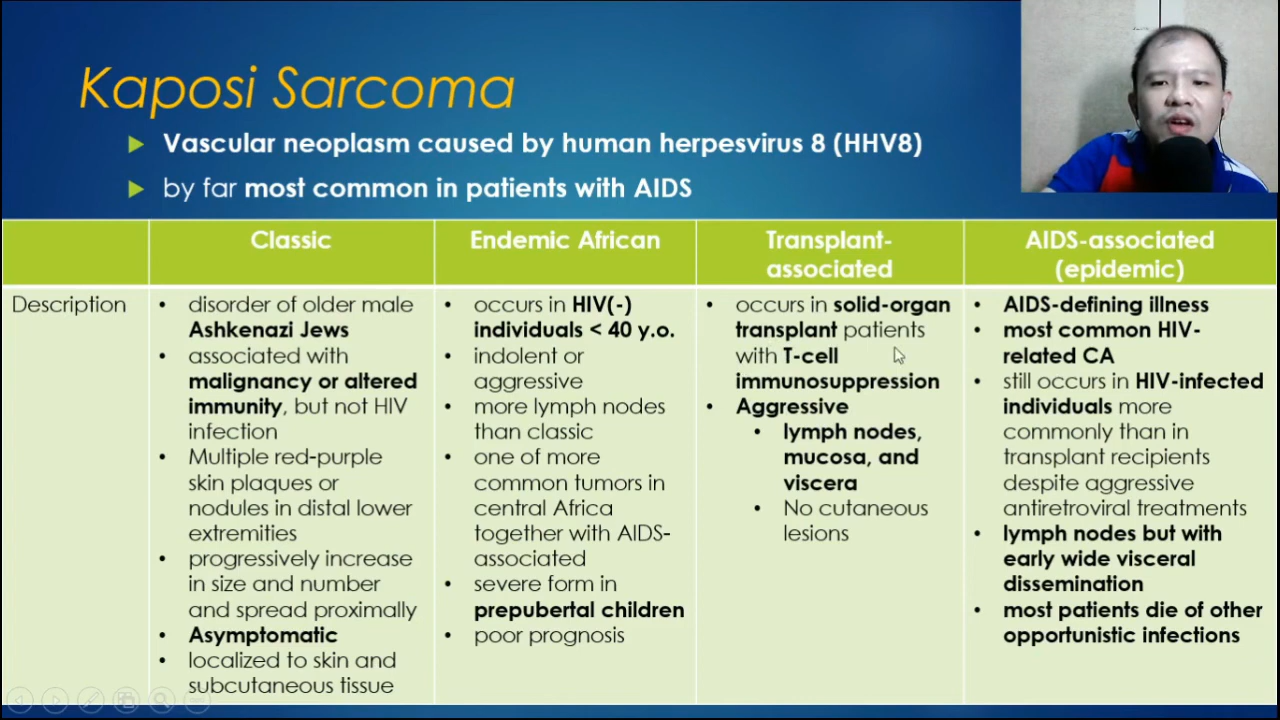 Kaposi Sarcoma
Vascular neoplasm caused by human herpesvirus 8 (HHV8)
by far most common in patients with AIDS
Classic
Endemic African
Transplant-
associated
AIDS-associated
(epidemic)
Description
• disorder of older male
Ashkenazi Jews
• associated with
malignancy or altered
immunity, but not HIV
infection
• Multiple red-purple
skin plaques or
nodules in distal lower
extremities
• progressively increase
in size and number
and spread proximally
• Asymptomatic
• localized to skin and
subcutaneous tissue
• occurs in HIV(-)
individuals < 40 y.o.
• indolent or
aggressive
• more lymph nodes
than classic
• one of more
common tumors in
central Africa
together with AIDS-
associated
• severe form in
prepubertal children
• poor prognosis
• occurs in solid-organ
transplant patients
with T-cell
immunosuppression
• Aggressive
• lymph nodes,
mucosa, and
viscera
• No cutaneous
lesions
• AIDS-defining illness
• most common HIV-
related CA
• still occurs in HIV-infected
individuals more
commonly than in
transplant recipients
despite aggressive
antiretroviral treatments
• lymph nodes but with
early wide visceral
dissemination
• most patients die of other
opportunistic infections